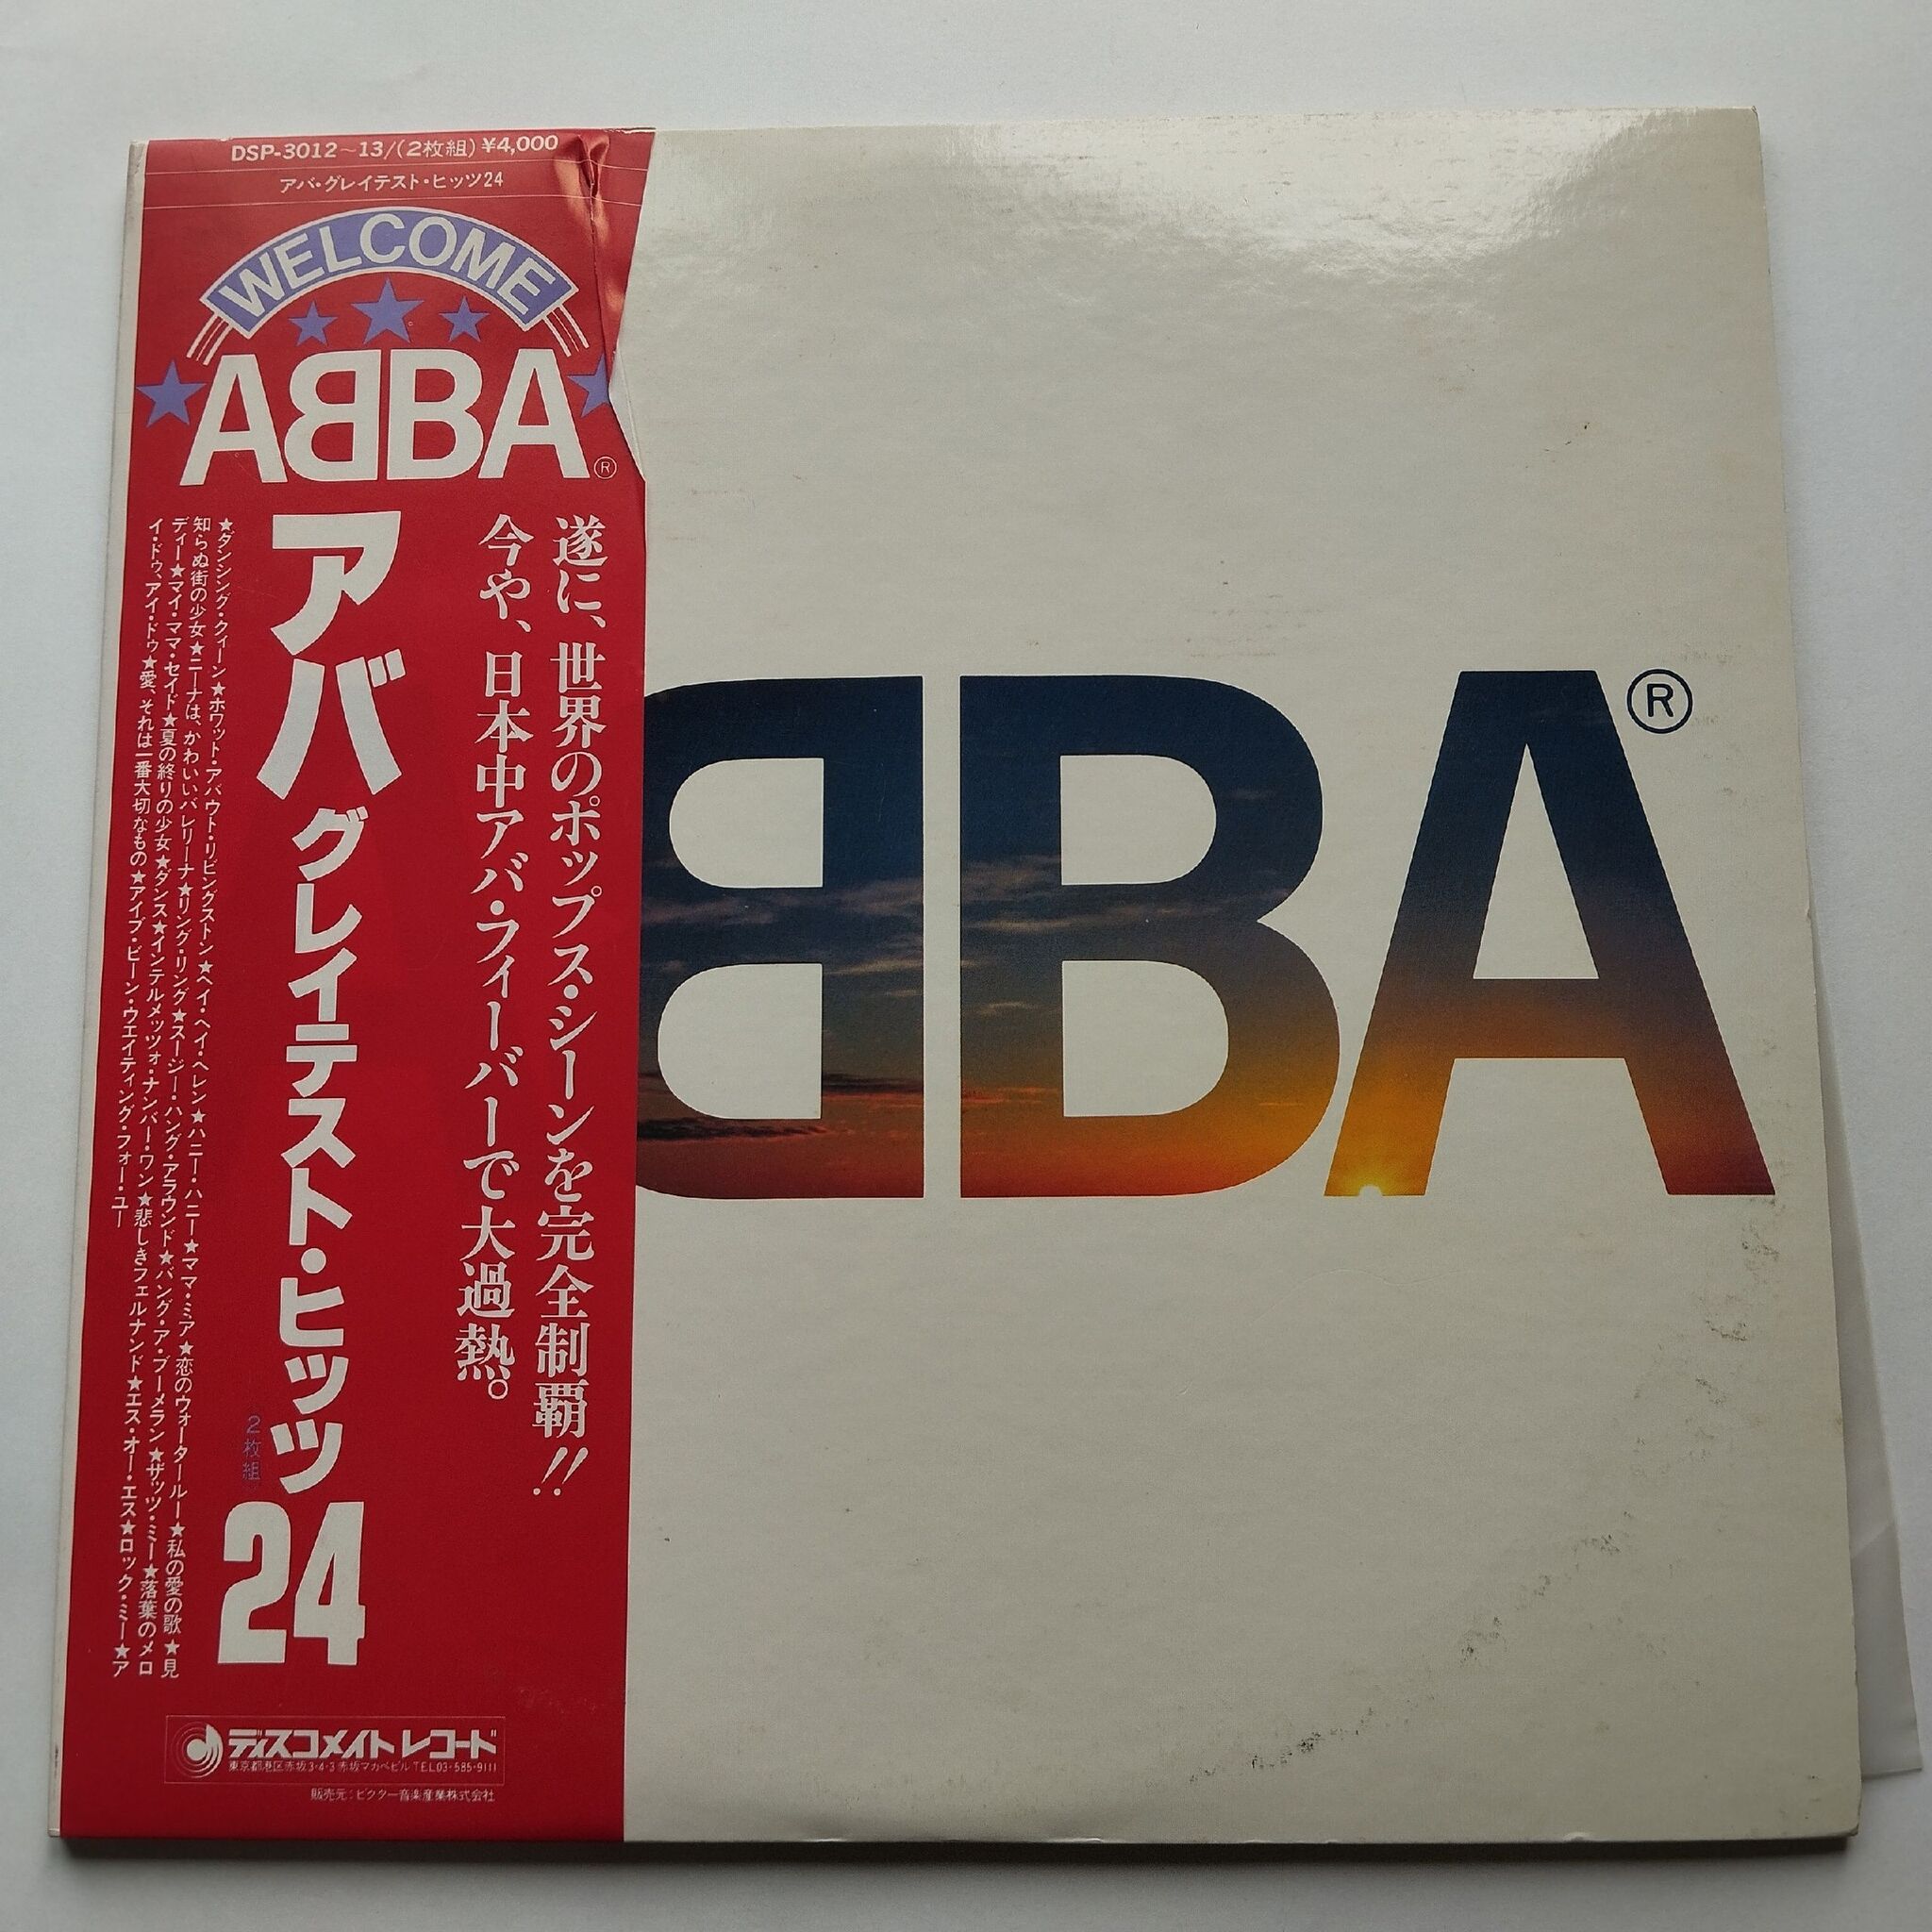 DSP-3012~13/(2枚組)¥4,000
アバ・グレイテスト・ヒッツ24
WELCOME
ABBA®
遂に、世界のポップス・シーンを完全制覇!!
今や、日本中アバ・フィーバーで大過熱。
アバ グレイテスト・ヒッツ24
2枚組
★ダンシング・クィーン★ホワット・アバウト・リビングストン★ヘイ・ヘイ・ヘレン★ハニー・ハニー★ママ・ミア★恋のウォータールー★私の愛の歌★見
知らぬ街の少女★ニーナは、かわいいバレリーナ★リング・リング★スージー・ハング・アラウンド★バング・ア・ブーメラン★ザッツ・ミー★落葉のメロ
ディー★マイ・ママ・セイド★夏の終りの少女★ダンス★インテルメッツォ・ナンバー・ワン★悲しきフェルナンド★エス・オー・エス★ロック・ミー★ア
イ・ドゥ、アイ・ドゥ★愛、それは一番大切なもの★アイブ・ビーン・ウエイティング・フォー・ユー
ディスコメイトレコード
東京都港区赤坂3-4-3赤坂マカベビルTEL03-585-9111
販売元:ビクター音楽産業株式会社
BBA®